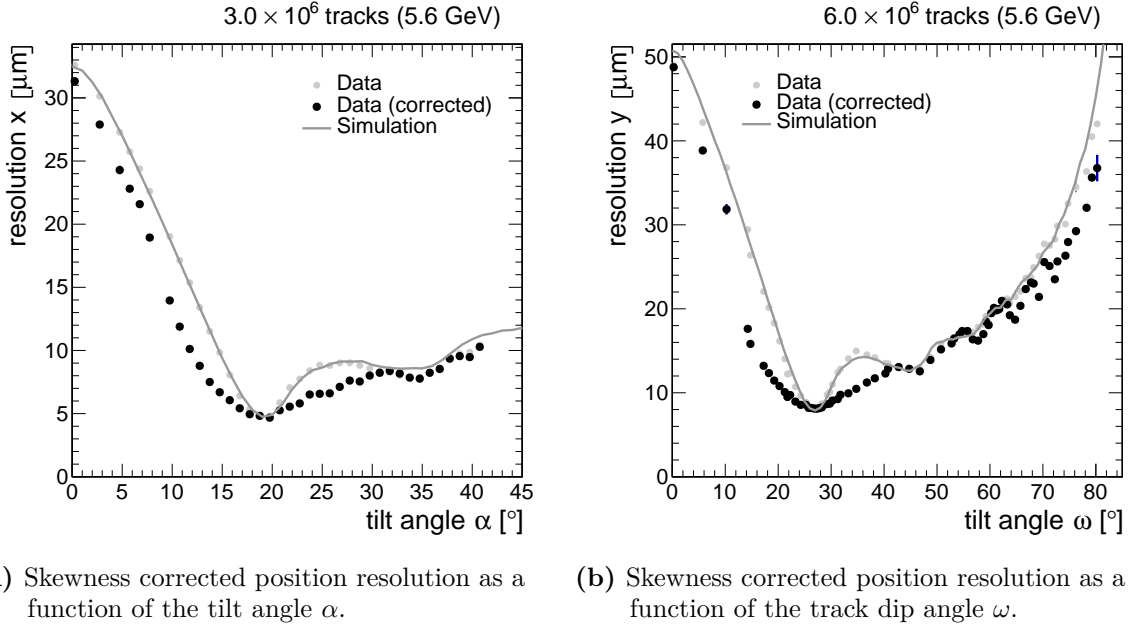 3.0 × 10⁶ tracks (5.6 GeV)
resolution x [μm]
30
25
20
15
10
5
0
Data
Data (corrected)
Simulation
0 5 10 15 20 25 30 35 40 45
tilt angle α [°]
) Skewness corrected position resolution as a
function of the tilt angle α.
6.0 × 10⁶ tracks (5.6 GeV)
resolution y [μm]
50
40
30
20
10
0
Data
Data (corrected)
Simulation
0 10 20 30 40 50 60 70 80
tilt angle ω [°]
(b) Skewness corrected position resolution as a
function of the track dip angle ω.